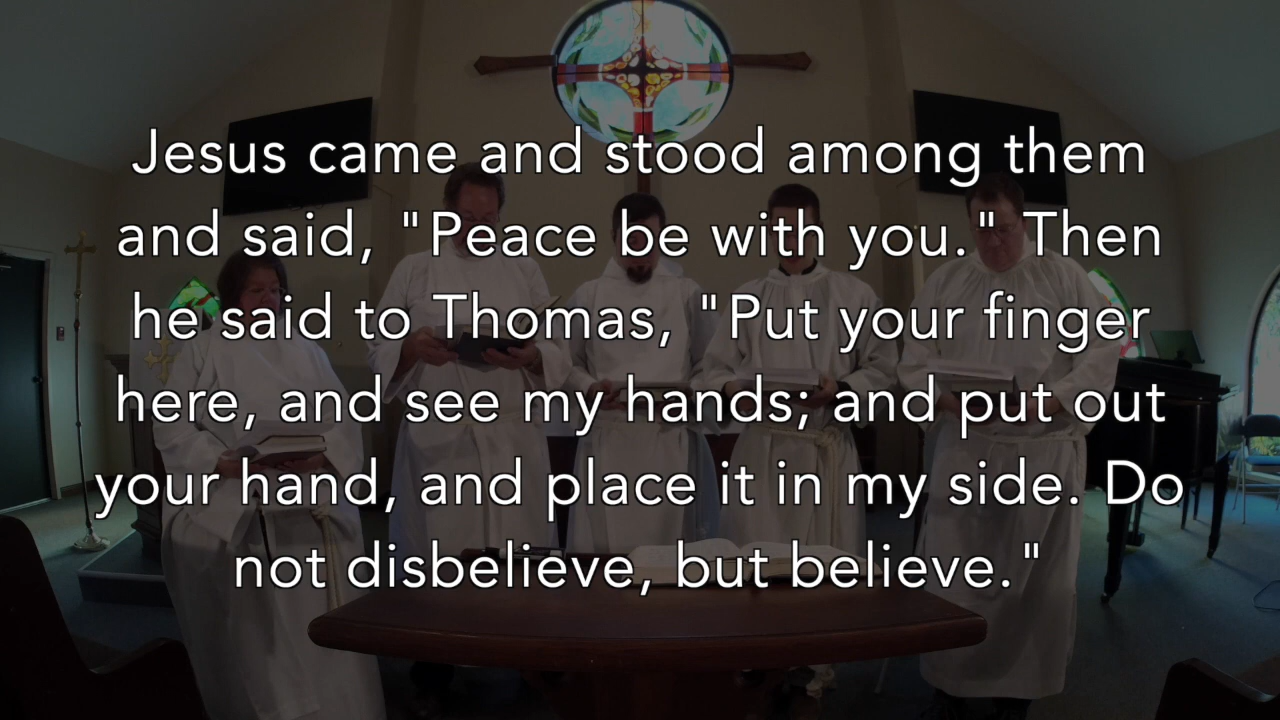 Jesus came and stood among them
and said, "Peace be with you." Then
he said to Thomas, "Put your finger
here, and see my hands; and put out
your hand, and place it in my side. Do
not disbelieve, but believe."